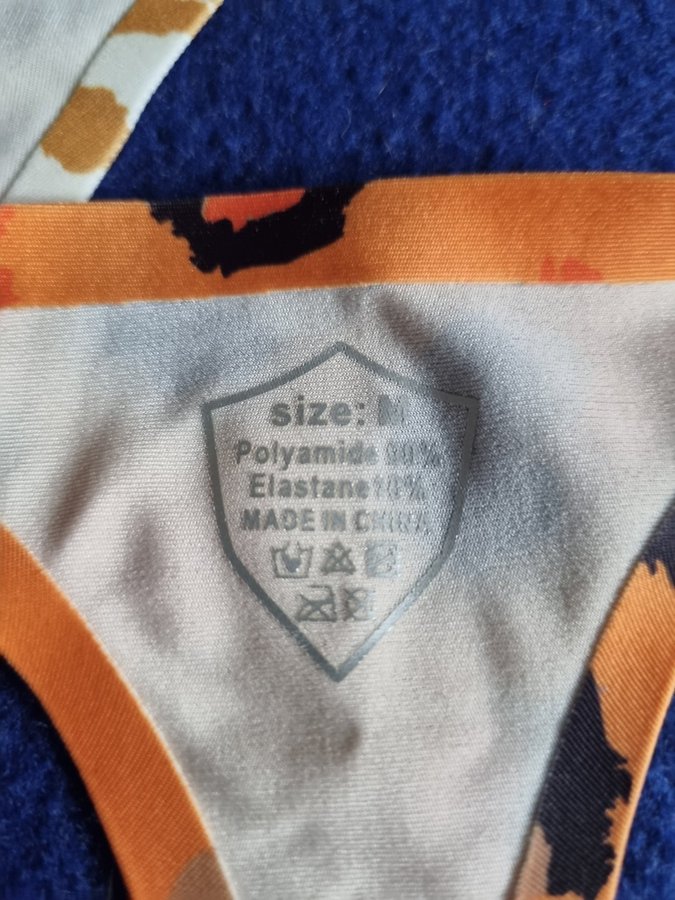 size: M
Polyamide 90%
Elastane 10%
MADE IN CHINA